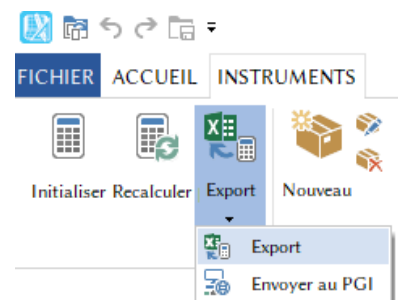 FICHIER ACCUEIL INSTRUMENTS
Initialiser Recalculer Export Nouveau
Export
Envoyer au PGI